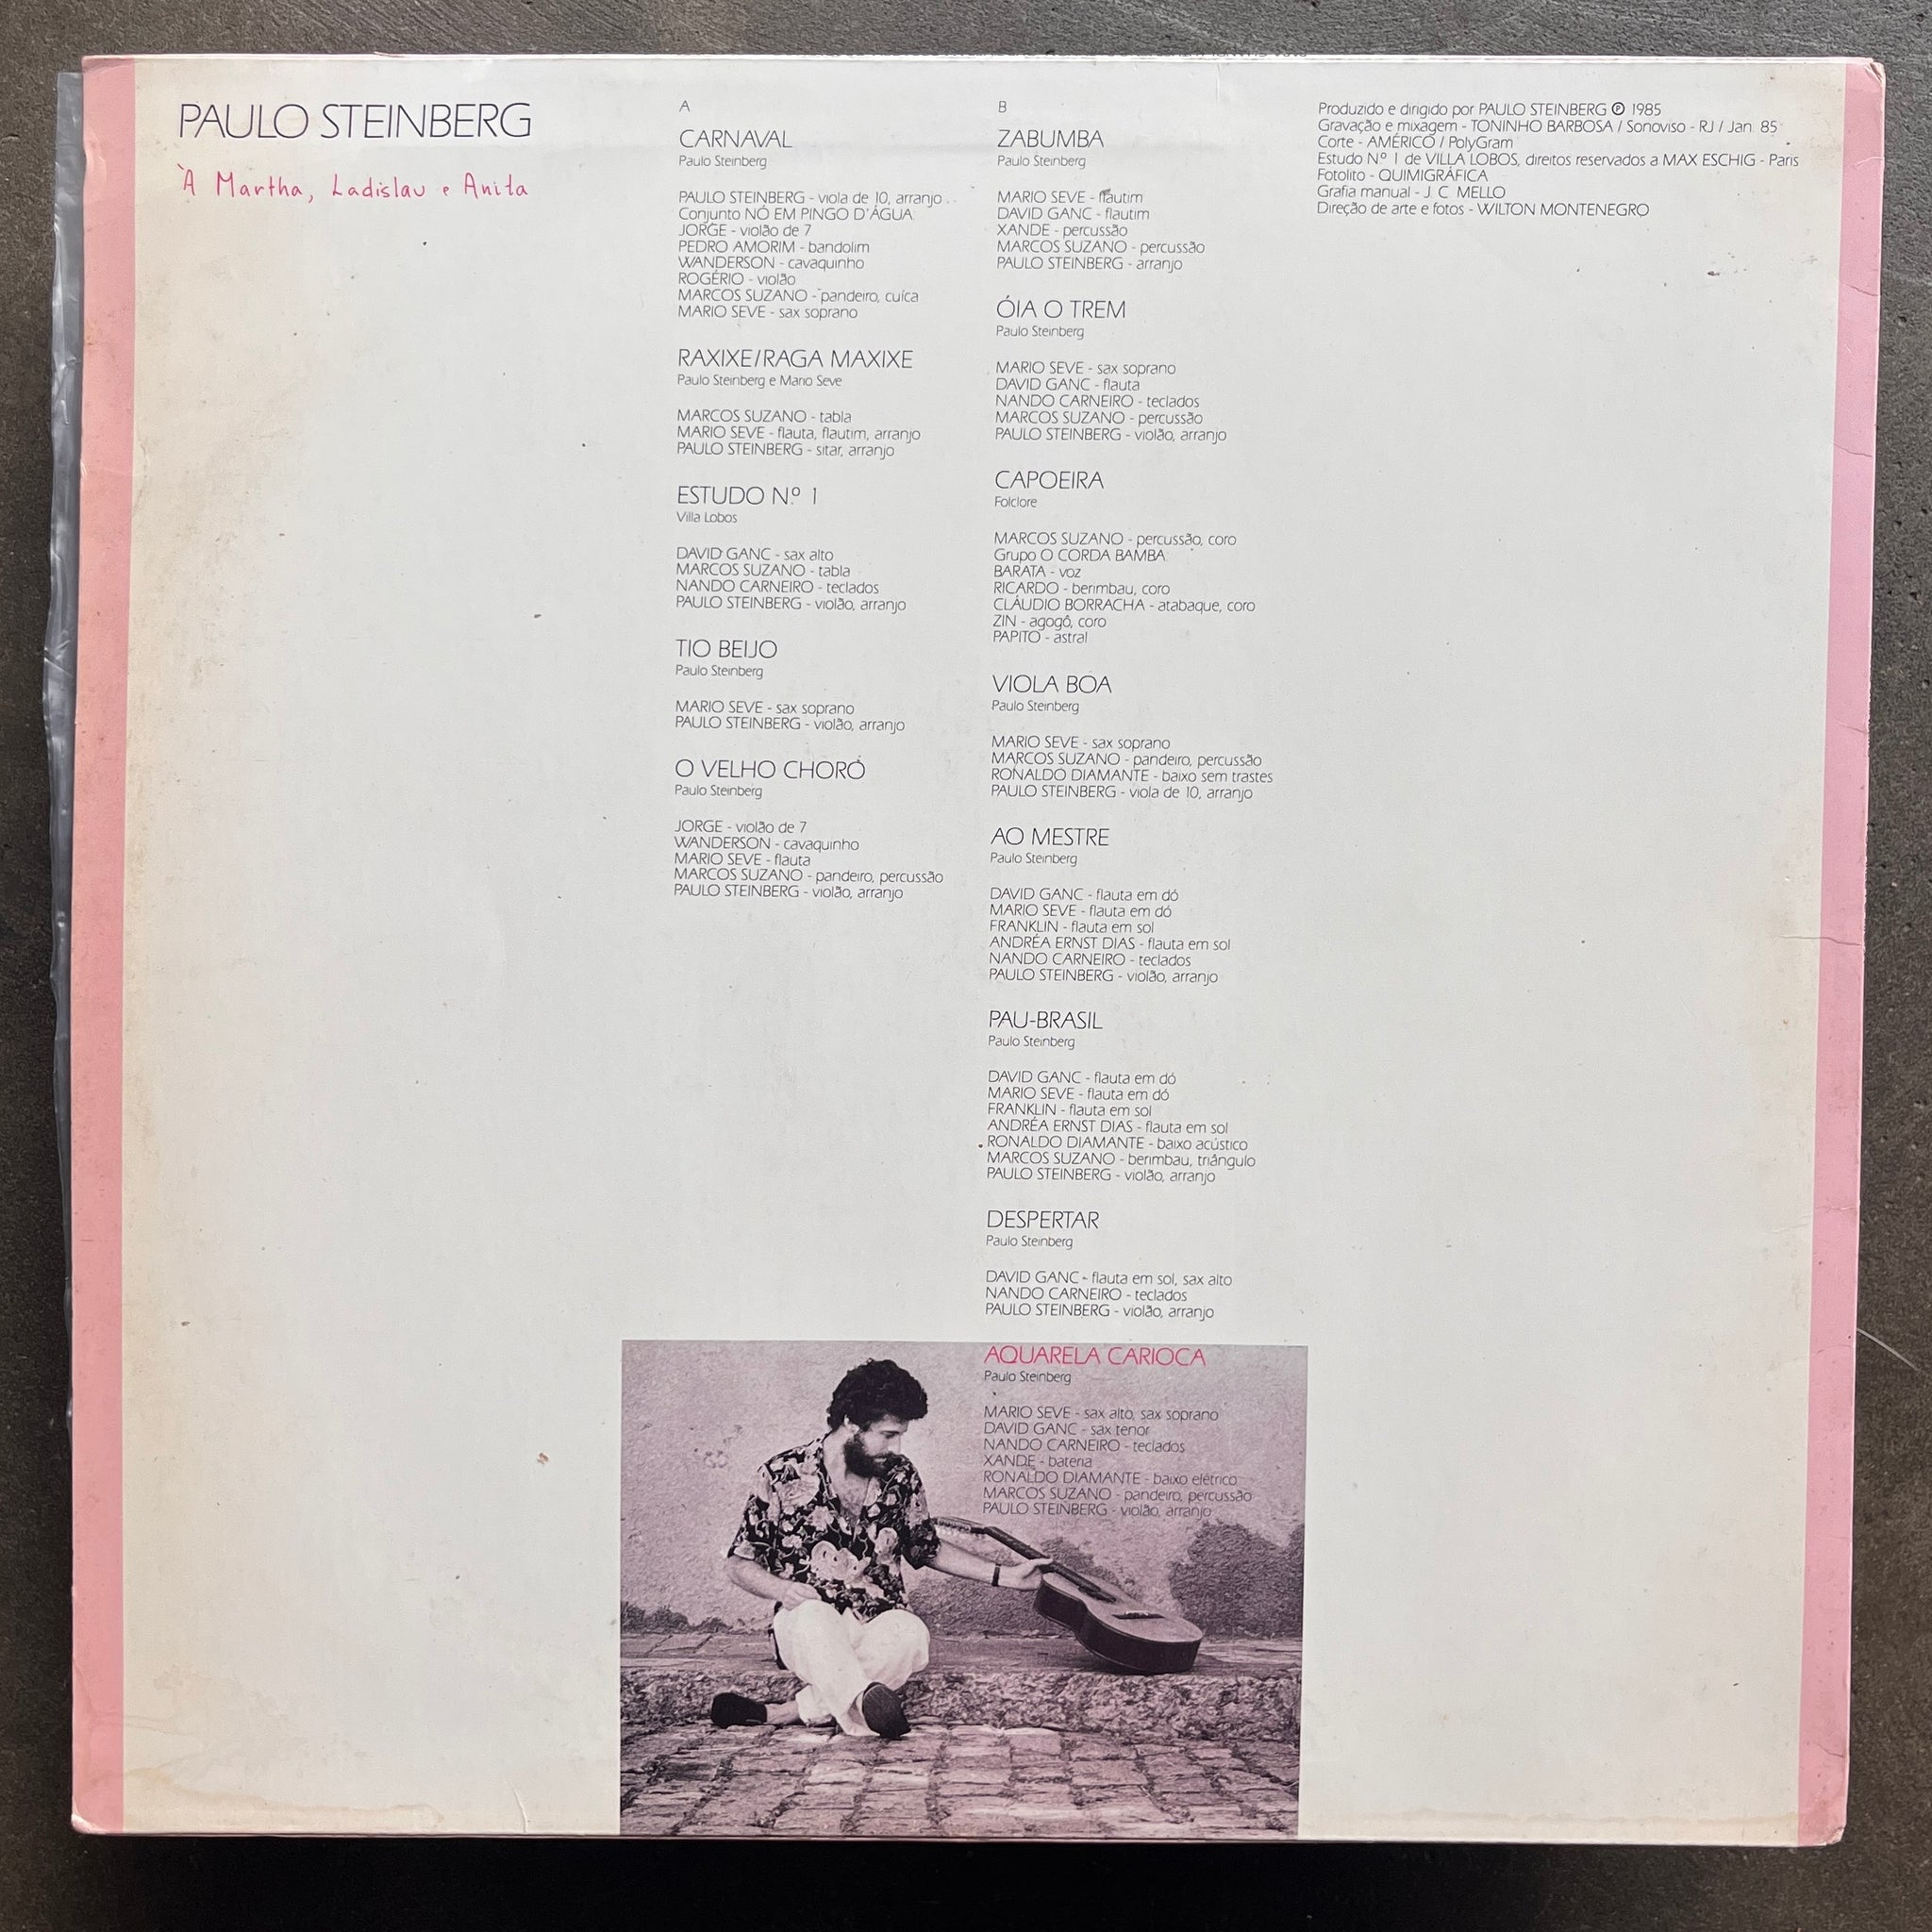 PAULO STEINBERG
À Martha, Ladislau e Anita
A
CARNAVAL
Paulo Steinberg
PAULO STEINBERG - viola de 10, arranjo
Conjunto NÓ EM PINGO D'ÁGUA:
JORGE - violão de 7
PEDRO AMORIM - bandolim
WANDERSON - cavaquinho
ROGÉRIO - violão
MARCOS SUZANO - pandeiro, cuíca
MARIO SEVE - sax soprano
RAXIXE/RAGA MAXIXE
Paulo Steinberg e Mario Seve
MARCOS SUZANO - tabla
MARIO SEVE - flauta, flautim, arranjo
PAULO STEINBERG - sitar, arranjo
ESTUDO Nº 1
Villa Lobos
DAVID GANC - sax alto
MARCOS SUZANO - tabla
NANDO CARNEIRO - teclados
PAULO STEINBERG - violão, arranjo
TIO BEIJO
Paulo Steinberg
MARIO SEVE - sax soprano
PAULO STEINBERG - violão, arranjo
O VELHO CHORÓ
Paulo Steinberg
JORGE - violão de 7
WANDERSON - cavaquinho
MARIO SEVE - flauta
MARCOS SUZANO - pandeiro, percussão
PAULO STEINBERG - violão, arranjo
B
ZABUMBA
Paulo Steinberg
MARIO SEVE - flautim
DAVID GANC - flautim
XANDE - percussão
MARCOS SUZANO - percussão
PAULO STEINBERG - arranjo
ÓIA O TREM
Paulo Steinberg
MARIO SEVE - sax soprano
DAVID GANC - flauta
NANDO CARNEIRO - teclados
MARCOS SUZANO - percussão
PAULO STEINBERG - violão, arranjo
CAPOEIRA
Folclore
MARCOS SUZANO - percussão, coro
Grupo O CORDA BAMBA:
BARATA - voz
RICARDO - berimbau, coro
CLÁUDIO BORRACHA - atabaque, coro
ZIN - agogô, coro
PAPITO - astral
VIOLA BOA
Paulo Steinberg
MARIO SEVE - sax soprano
MARCOS SUZANO - pandeiro, percussão
RONALDO DIAMANTE - baixo sem trastes
PAULO STEINBERG - viola de 10, arranjo
AO MESTRE
Paulo Steinberg
DAVID GANC - flauta em dó
MARIO SEVE - flauta em dó
FRANKLIN - flauta em sol
ANDRÉA ERNST DIAS - flauta em sol
NANDO CARNEIRO - teclados
PAULO STEINBERG - violão, arranjo
PAU-BRASIL
Paulo Steinberg
DAVID GANC - flauta em dó
MARIO SEVE - flauta em dó
FRANKLIN - flauta em sol
ANDRÉA ERNST DIAS - flauta em sol
RONALDO DIAMANTE - baixo acústico
MARCOS SUZANO - berimbau, triângulo
PAULO STEINBERG - violão, arranjo
DESPERTAR
Paulo Steinberg
DAVID GANC - flauta em sol, sax alto
NANDO CARNEIRO - teclados
PAULO STEINBERG - violão, arranjo
AQUARELA CARIOCA
Paulo Steinberg
MARIO SEVE - sax alto, sax soprano
DAVID GANC - sax tenor
NANDO CARNEIRO - teclados
XANDE - bateria
RONALDO DIAMANTE - baixo elétrico
MARCOS SUZANO - pandeiro, percussão
PAULO STEINBERG - violão, arranjo
Produzido e dirigido por PAULO STEINBERG ℗ 1985
Gravação e mixagem - TONINHO BARBOSA / Sonoviso - RJ / Jan. 85
Corte - AMÉRICO / PolyGram
Estudo Nº 1 de VILLA LOBOS, direitos reservados a MAX ESCHIG - Paris
Fotolito - QUIMIGRÁFICA
Grafia manual - J. C. MELLO
Direção de arte e fotos - WILTON MONTENEGRO